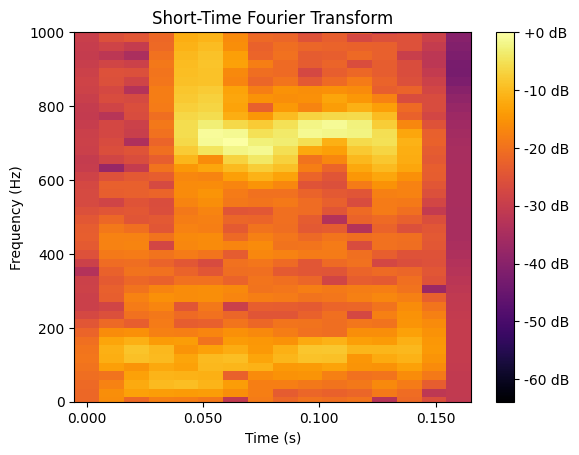 Short-Time Fourier Transform
1000
800
600
400
200
0
Frequency (Hz)
0.000
0.050
0.100
0.150
Time (s)
+0 dB
-10 dB
-20 dB
-30 dB
-40 dB
-50 dB
-60 dB